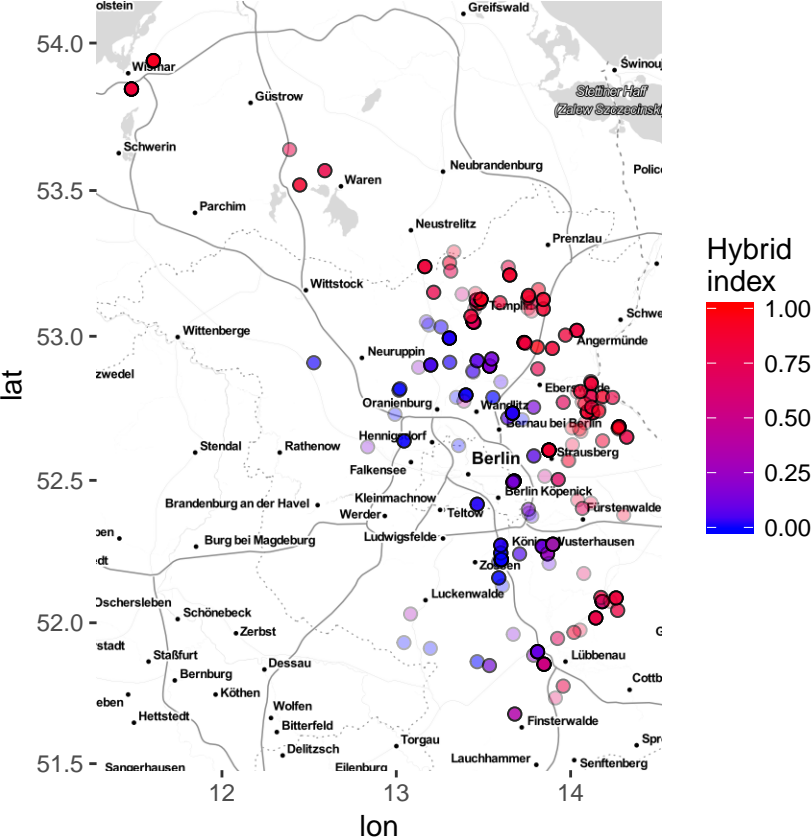 olstein
Greifswald
54.0
Wismar
Świnouj
Stettiner Haff
(Zalew Szczecinski
Güstrow
Schwerin
Neubrandenburg
Police
53.5
Waren
Parchim
Neustrelitz
Prenzlau
Hybrid
index
Wittstock
Templin
1.00
Schwe
53.0
Wittenberge
Angermünde
Neuruppin
0.75
zwedel
lat
Oranienburg
Wandlitz
Bernau bei Berlin
Hennigsdorf
0.50
Stendal
Rathenow
Berlin
Strausberg
Falkensee
52.5
0.25
Kleinmachnow
Berlin Köpenick
Brandenburg an der Havel
Werder
Teltow
Fürstenwalde
0.00
Burg bei Magdeburg
Ludwigsfelde
Wusterhausen
Zossen
Luckenwalde
Oschersleben
Schönebeck
52.0
Zerbst
rstadt
Staßfurt
Lübbenau
Dessau
Bernburg
Cottb
Köthen
eben
Wolfen
Hettstedt
Bitterfeld
Finsterwalde
Delitzsch
Torgau
Spr
51.5
Sangerhausen
Eilenburg
Lauchhammer
Senftenberg
12
13
14
lon